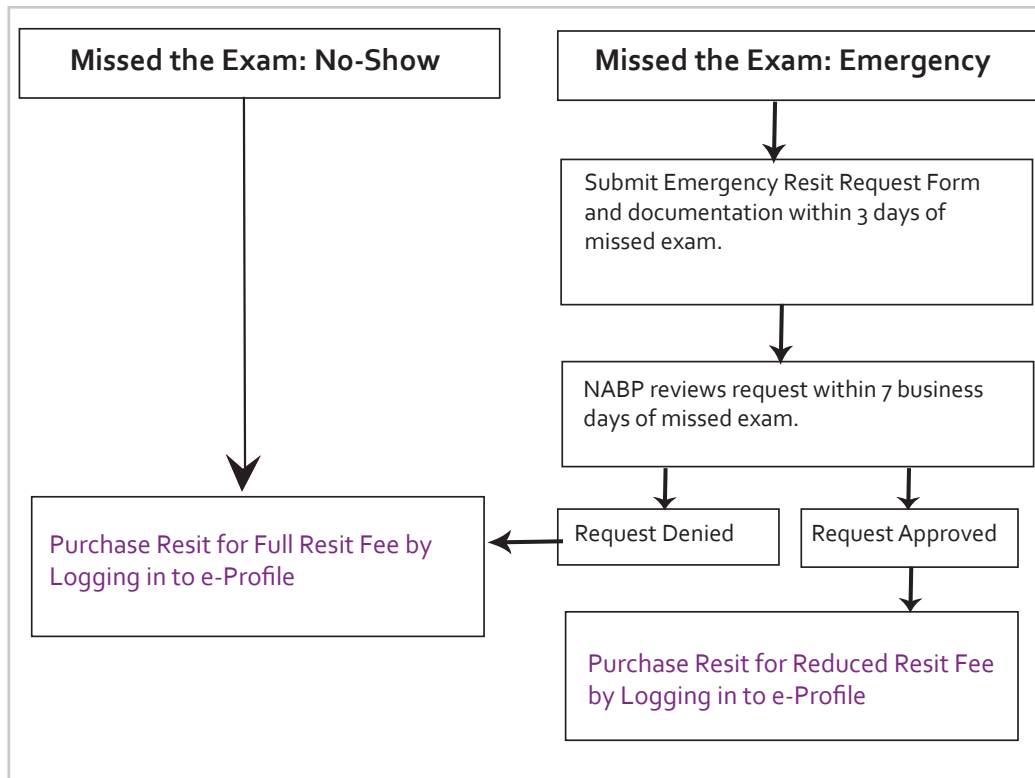 Missed the Exam: No-Show
Missed the Exam: Emergency
Submit Emergency Resit Request Form
and documentation within 3 days of
missed exam.
NABP reviews request within 7 business
days of missed exam.
Request Denied
Request Approved
Purchase Resit for Full Resit Fee by
Logging in to e-Profile
Purchase Resit for Reduced Resit Fee
by Logging in to e-Profile